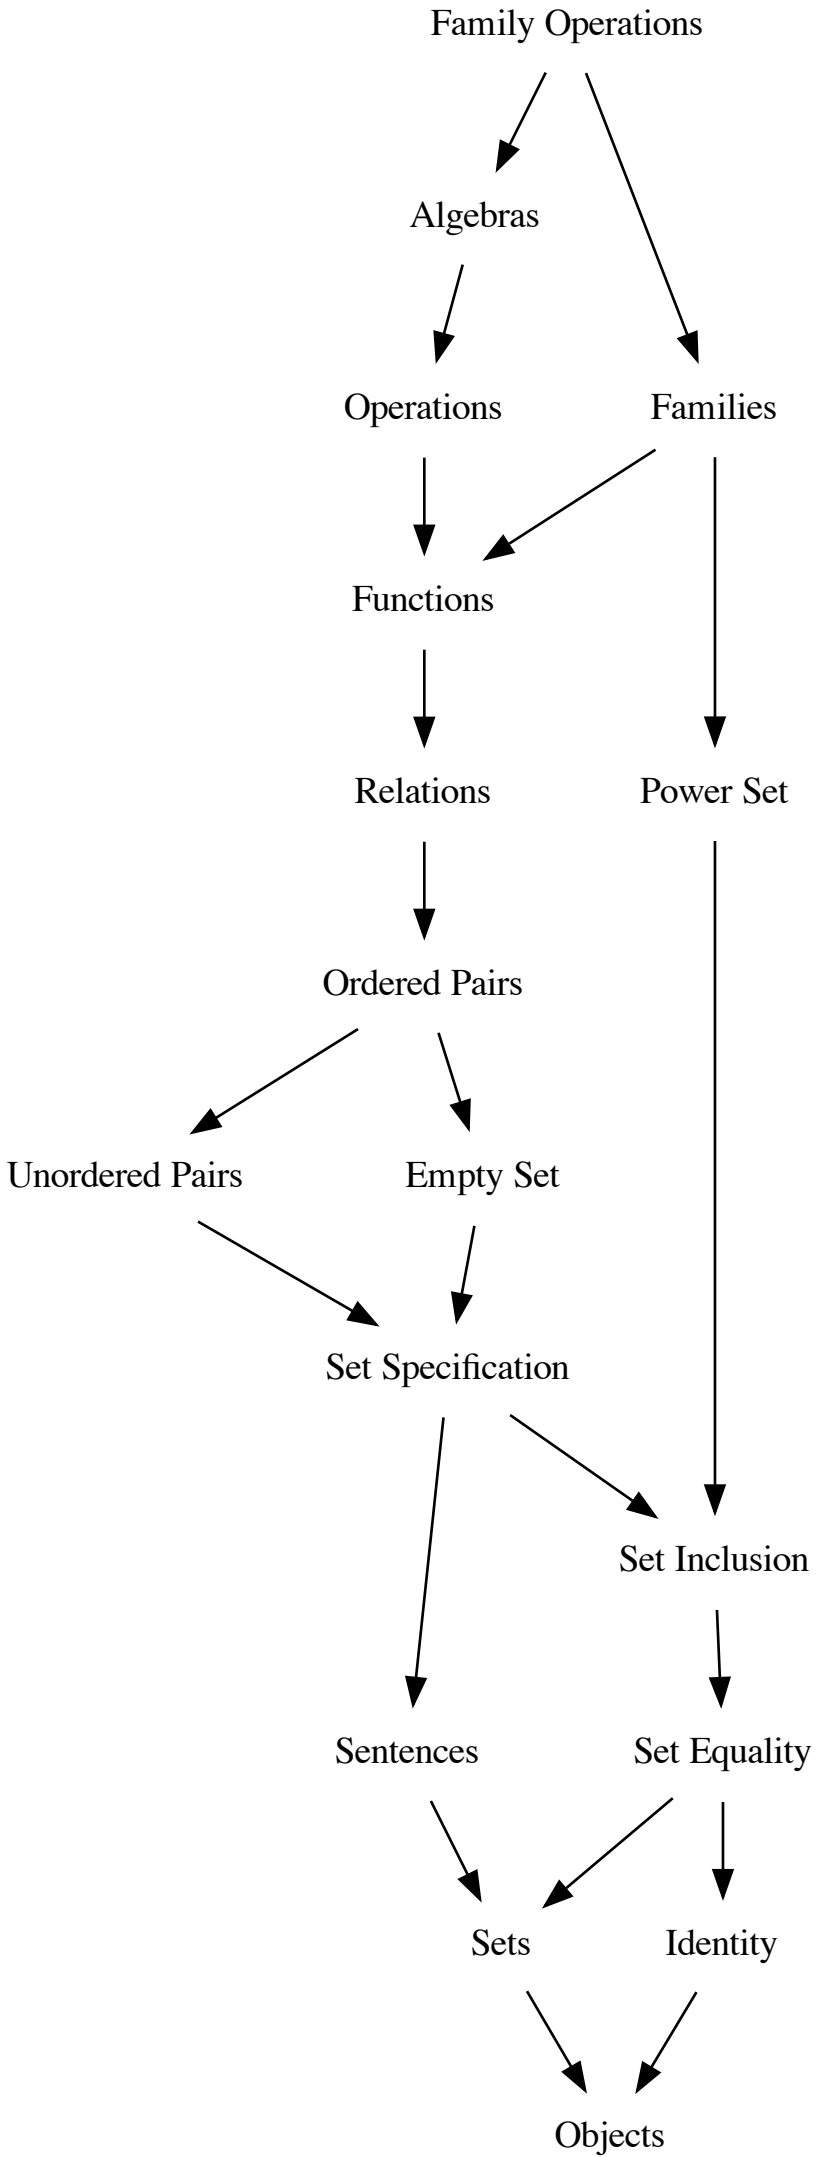 Family Operations
Algebras
Operations
Families
Functions
Relations
Power Set
Ordered Pairs
Unordered Pairs
Empty Set
Set Specification
Set Inclusion
Sentences
Set Equality
Sets
Identity
Objects